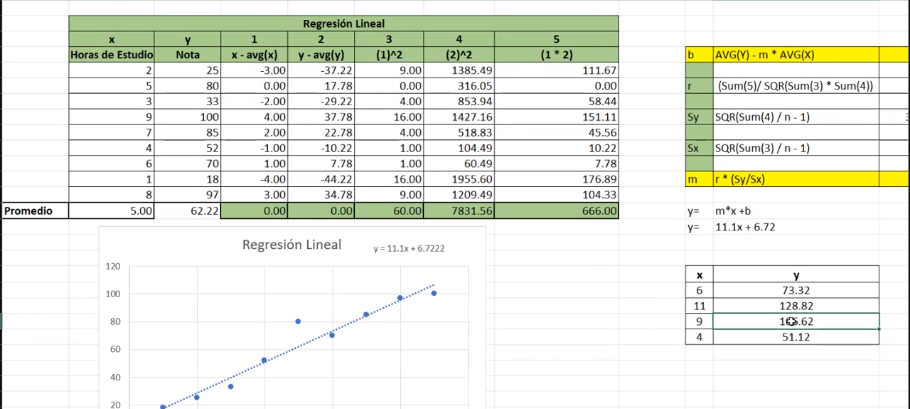 Regresión Lineal
x y 1 2 3 4 5
Horas de Estudio Nota x - avg(x) y - avg(y) (1)^2 (2)^2 (1 * 2)
2 25 -3.00 -37.22 9.00 1385.49 111.67
5 80 0.00 17.78 0.00 316.05 0.00
3 33 -2.00 -29.22 4.00 853.94 58.44
9 100 4.00 37.78 16.00 1427.16 151.11
7 85 2.00 22.78 4.00 518.83 45.56
4 52 -1.00 -10.22 1.00 104.49 10.22
6 70 1.00 7.78 1.00 60.49 7.78
1 18 -4.00 -44.22 16.00 1955.60 176.89
8 97 3.00 34.78 9.00 1209.49 104.33
Promedio 5.00 62.22 0.00 0.00 60.00 7831.56 666.00
b AVG(Y) - m * AVG(X)
r (Sum(5)/ SQR(Sum(3) * Sum(4))
Sy SQR(Sum(4) / n - 1)
Sx SQR(Sum(3) / n - 1)
m r * (Sy/Sx)
y= m*x +b
y= 11.1x + 6.72
x y
6 73.32
11 128.82
9
4 51.12
Regresión Lineal
y = 11.1x + 6.7222
120
100
80
60
40
20